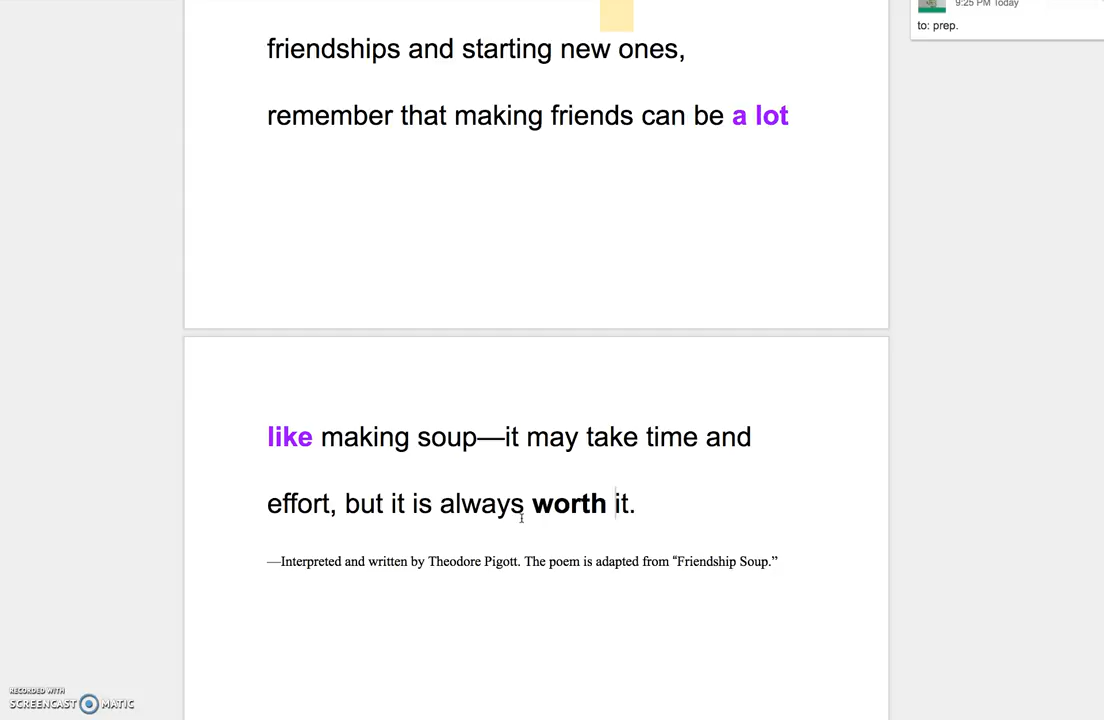 9:25 PM Today
to: prep.
friendships and starting new ones,
remember that making friends can be a lot
like making soup—it may take time and
effort, but it is always worth it.
—Interpreted and written by Theodore Pigott. The poem is adapted from “Friendship Soup.”
RECORDED WITH
SCREENCAST MATIC